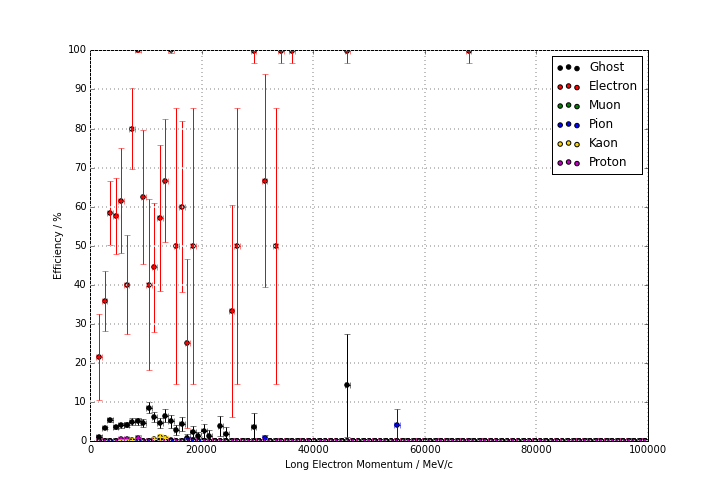 100
90
80
70
60
50
40
30
20
10
0
Efficiency / %
0
20000
40000
60000
80000
100000
Long Electron Momentum / MeV/c
Ghost
Electron
Muon
Pion
Kaon
Proton